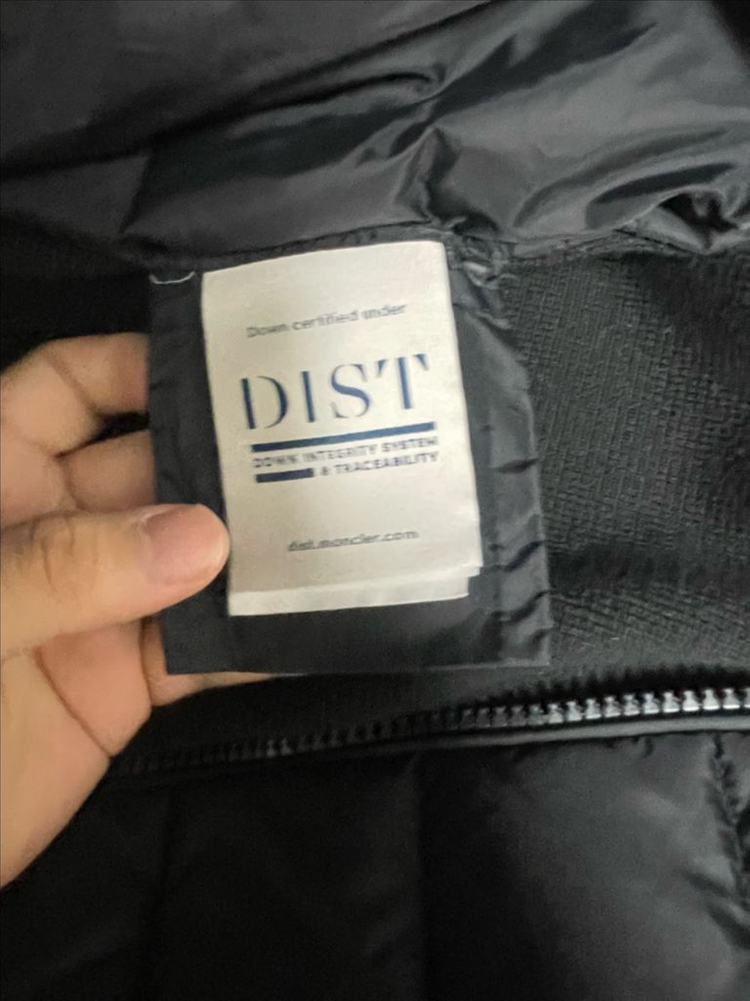 Down certified under
DIST
DOWN INTEGRITY SYSTEM
& TRACEABILITY
dist.moncler.com